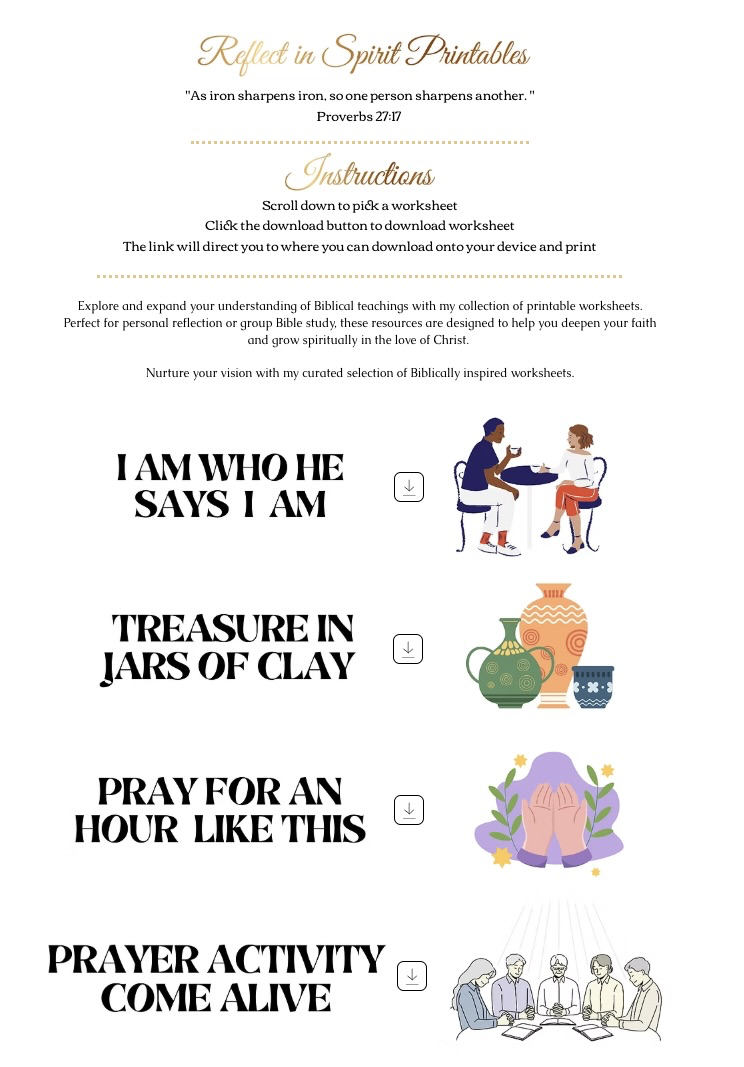 Reflect in Spirit Printables
"As iron sharpens iron, so one person sharpens another. "
Proverbs 27:17
Instructions
Scroll down to pick a worksheet
Click the download button to download worksheet
The link will direct you to where you can download onto your device and print
Explore and expand your understanding of Biblical teachings with my collection of printable worksheets.
Perfect for personal reflection or group Bible study, these resources are designed to help you deepen your faith
and grow spiritually in the love of Christ.
Nurture your vision with my curated selection of Biblically inspired worksheets.
I AM WHO HE
SAYS I AM
TREASURE IN
JARS OF CLAY
PRAY FOR AN
HOUR LIKE THIS
PRAYER ACTIVITY
COME ALIVE